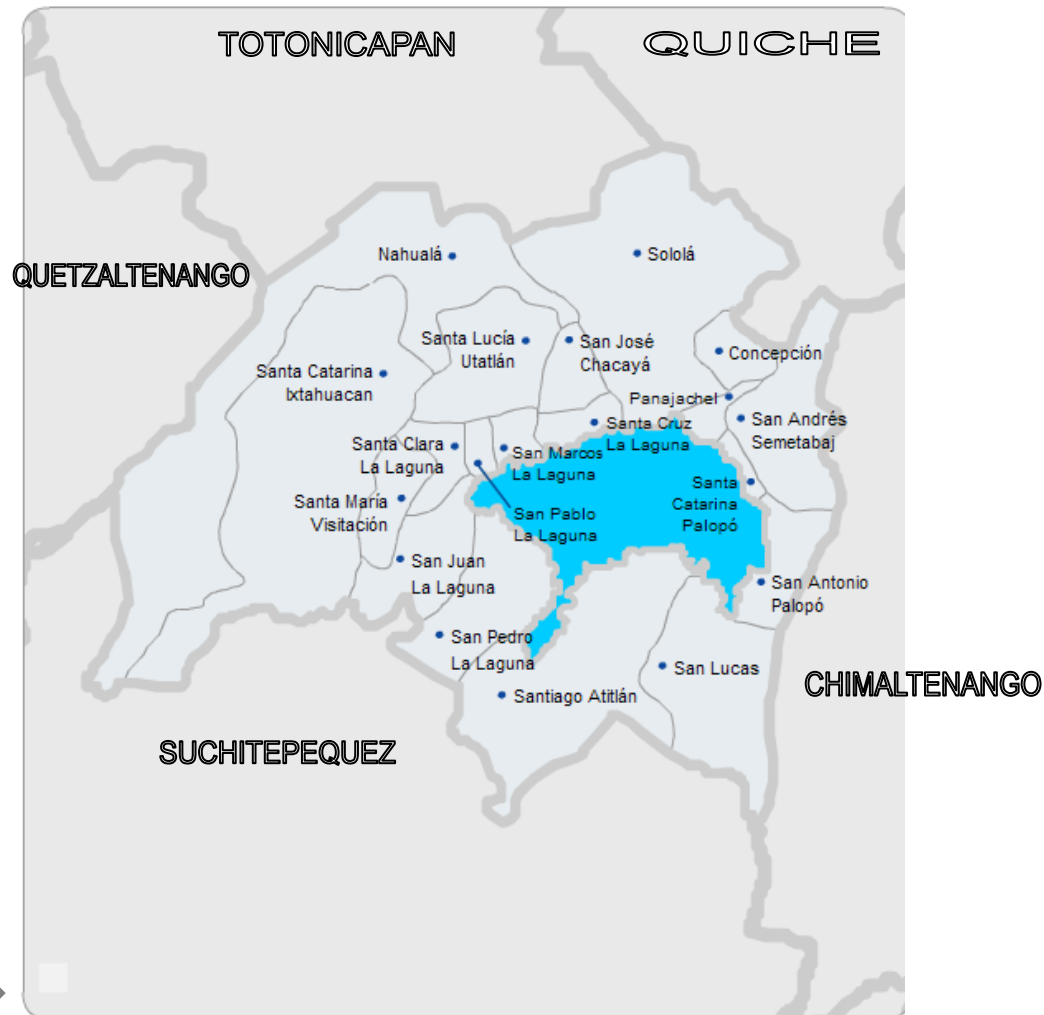 TOTONICAPAN
QUICHE
QUETZALTENANGO
Nahualá
Sololá
Santa Lucía
Utatlán
San José
Chacayá
Concepción
Santa Catarina
Ixtahuacan
Panajachel
San Andrés
Semetabaj
Santa Cruz
La Laguna
Santa Clara
La Laguna
San Marcos
La Laguna
Santa
Catarina
Palopó
Santa María
Visitación
San Pablo
La Laguna
San Juan
La Laguna
San Antonio
Palopó
San Pedro
La Laguna
San Lucas
Santiago Atitlán
CHIMALTENANGO
SUCHITEPEQUEZ